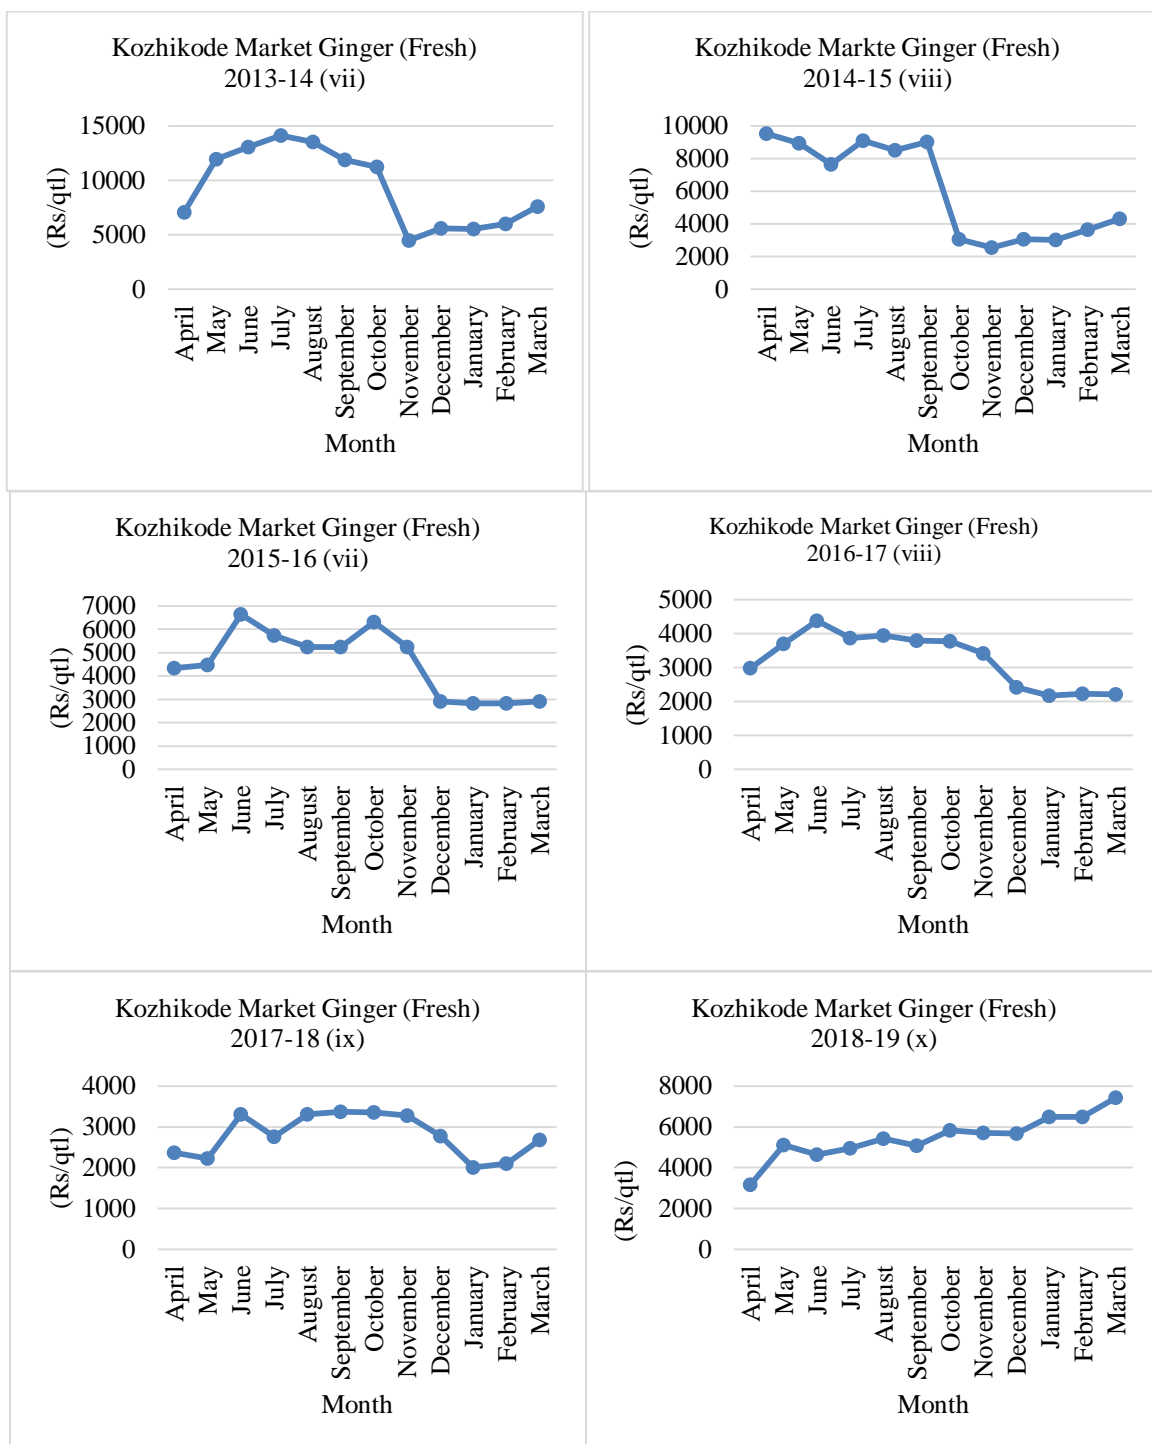 Kozhikode Market Ginger (Fresh)
2013-14 (vii)
15000
10000
5000
0
(Rs/qtl)
April
May
June
July
August
September
October
November
December
January
February
March
Month
Kozhikode Markte Ginger (Fresh)
2014-15 (viii)
10000
8000
6000
4000
2000
0
(Rs/qtl)
April
May
June
July
August
September
October
November
December
January
February
March
Month
Kozhikode Market Ginger (Fresh)
2015-16 (vii)
7000
6000
5000
4000
3000
2000
1000
0
(Rs/qtl)
April
May
June
July
August
September
October
November
December
January
February
March
Month
Kozhikode Market Ginger (Fresh)
2016-17 (viii)
5000
4000
3000
2000
1000
0
(Rs/qtl)
April
May
June
July
August
September
October
November
December
January
February
March
Month
Kozhikode Market Ginger (Fresh)
2017-18 (ix)
4000
3000
2000
1000
0
(Rs/qtl)
April
May
June
July
August
September
October
November
December
January
February
March
Month
Kozhikode Market Ginger (Fresh)
2018-19 (x)
8000
6000
4000
2000
0
(Rs/qtl)
April
May
June
July
August
September
October
November
December
January
February
March
Month